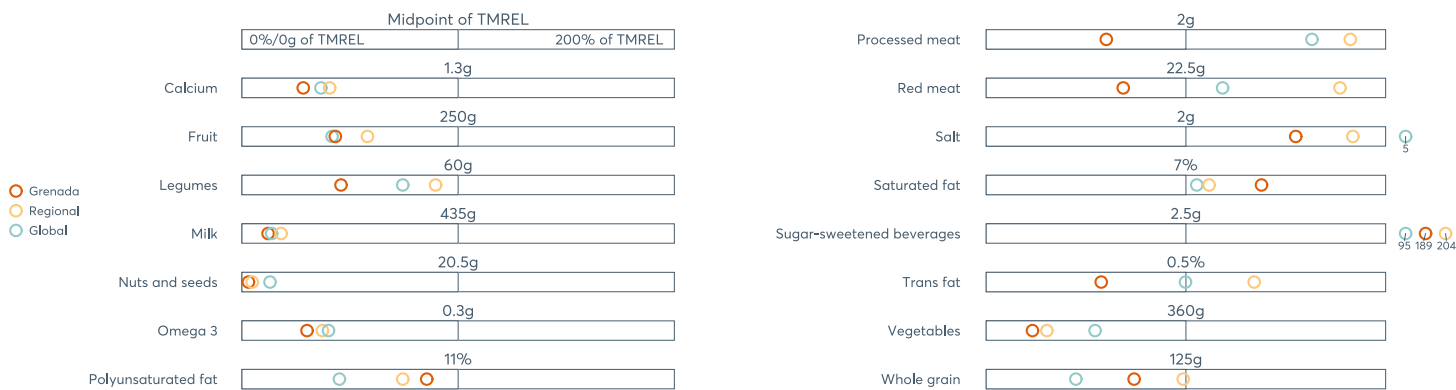 Midpoint of TMREL
0%/0g of TMREL 200% of TMREL
1.3g
Calcium
250g
Fruit
60g
Legumes
435g
Milk
20.5g
Nuts and seeds
0.3g
Omega 3
11%
Polyunsaturated fat
Grenada
Regional
Global
2g
Processed meat
22.5g
Red meat
2g
Salt
5
7%
Saturated fat
2.5g
Sugar-sweetened beverages
95 189 204
0.5%
Trans fat
360g
Vegetables
125g
Whole grain